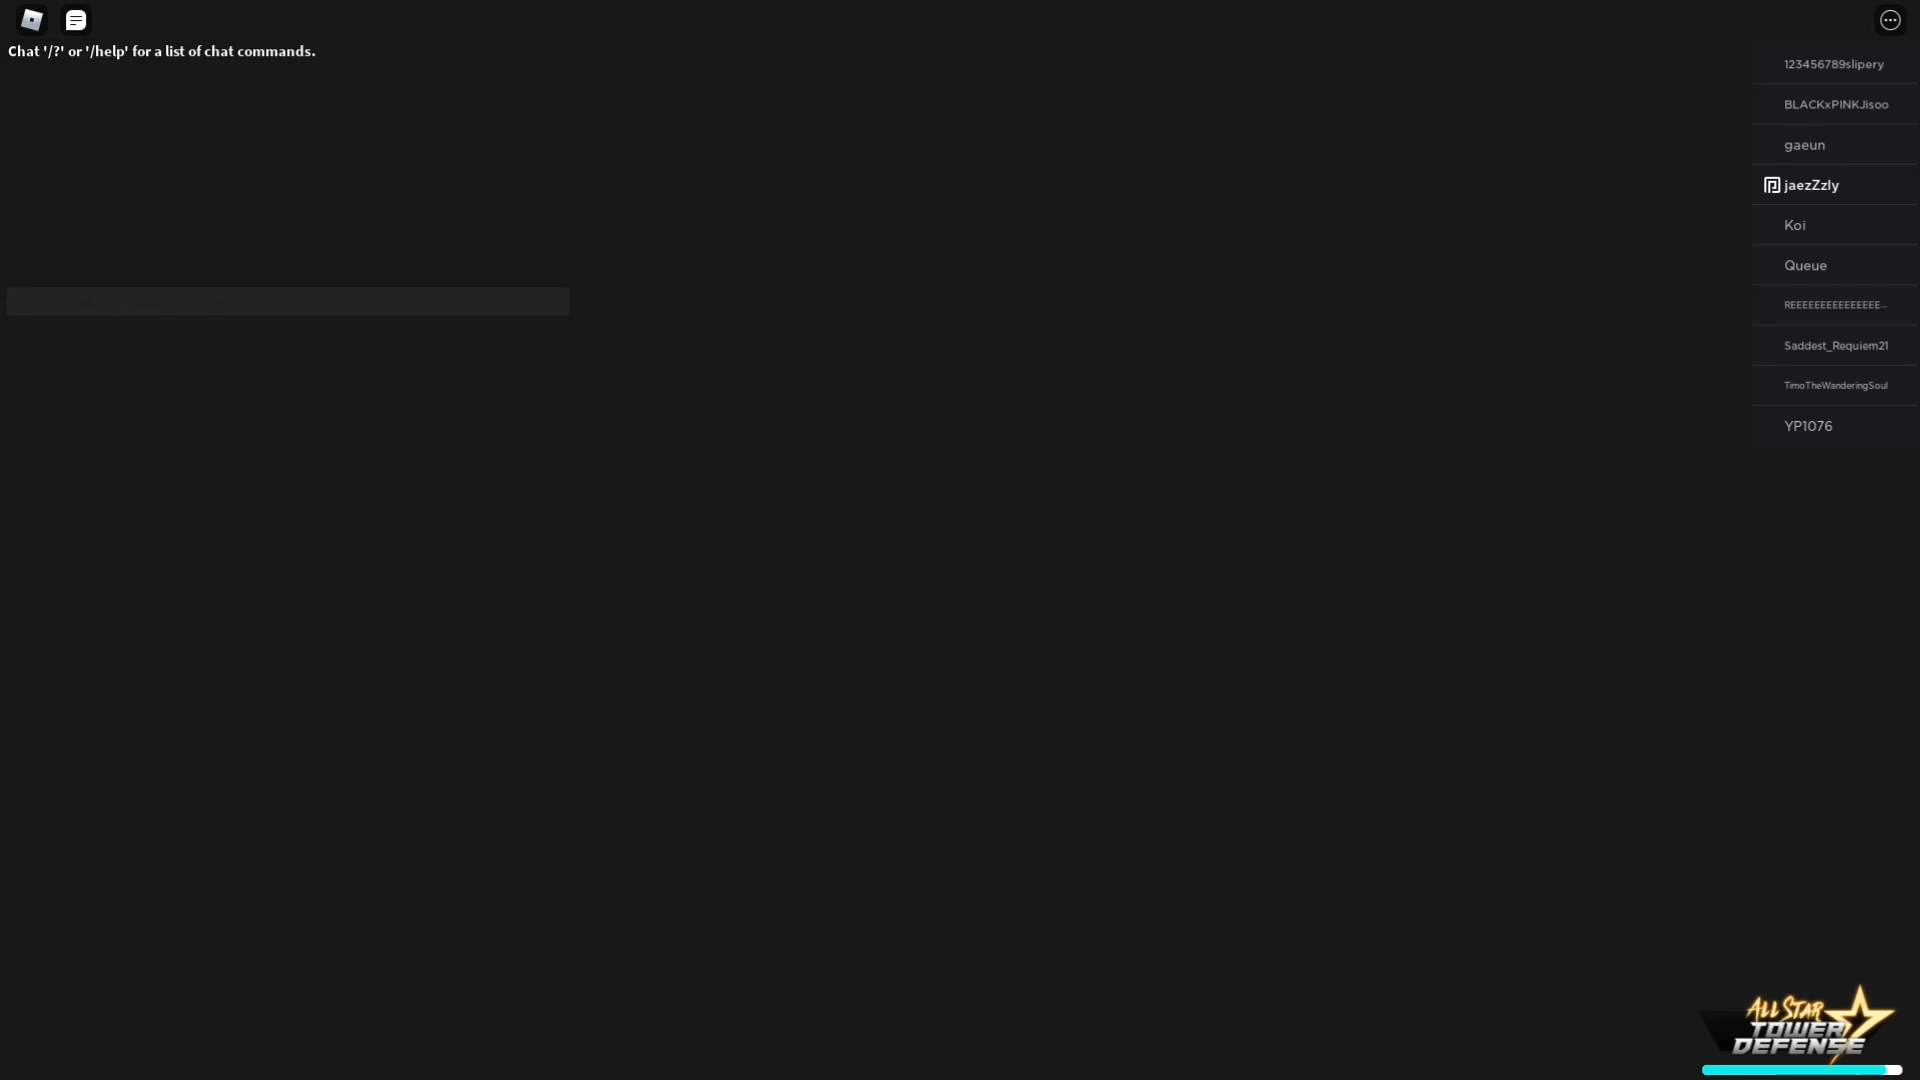 Chat '/?' or '/help' for a list of chat commands.
123456789slipery
BLACKxPINKJisoo
gaeun
jaezZzly
Koi
Queue
REEEEEEEEEEEEEEEE...
Saddest_Requiem21
TimoTheWanderingSoul
YP1076
ALL STAR
TOWER
DEFENSE